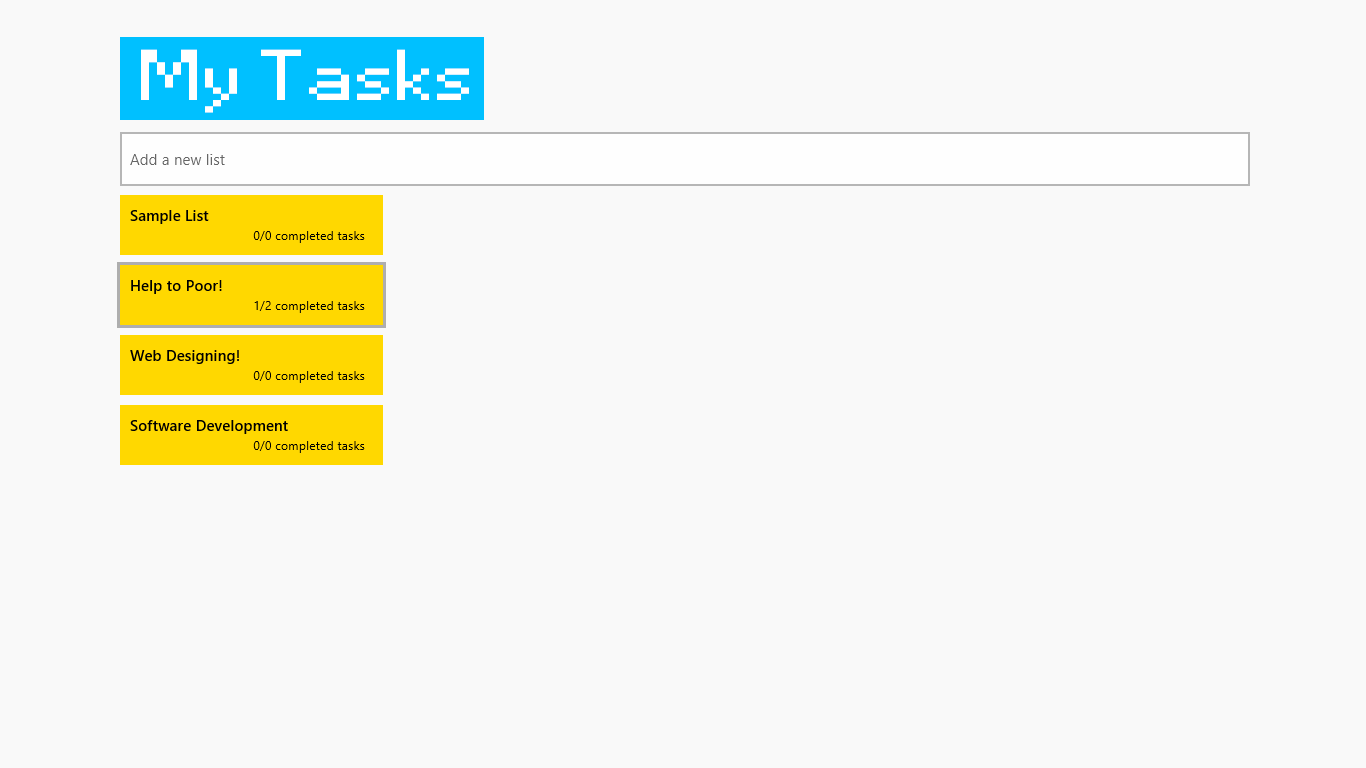 My Tasks
Add a new list
Sample List
0/0 completed tasks
Help to Poor!
1/2 completed tasks
Web Designing!
0/0 completed tasks
Software Development
0/0 completed tasks